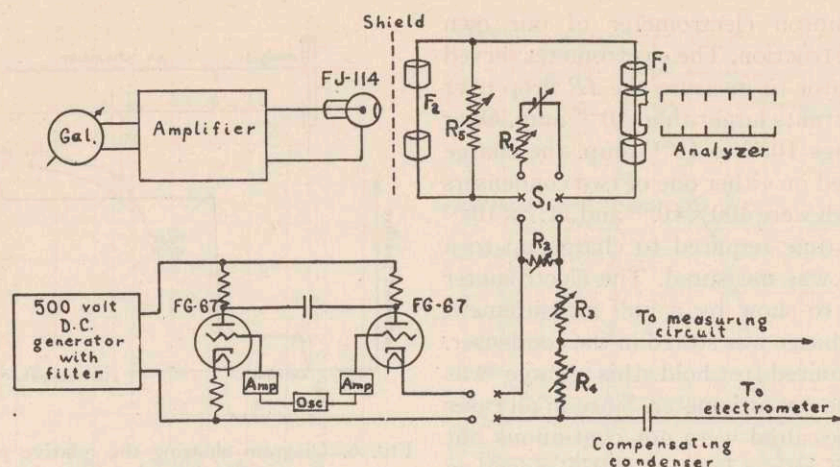 Shield
FJ-114
Gal.
Amplifier
F₂
R₅
R₁
F₁
Analyzer
S₁
R₂
500 volt
D.C.
generator
with
filter
FG-67
FG-67
Amp
Osc
Amp
R₃
To measuring
circuit
R₄
To
electrometer
Compensating
condenser